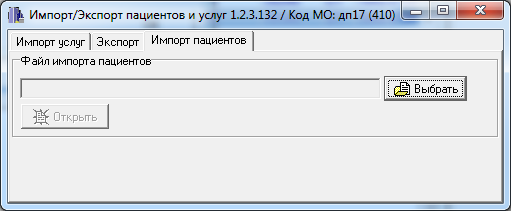 Импорт/Экспорт пациентов и услуг 1.2.3.132 / Код МО: дп17 (410)
Импорт услуг Экспорт Импорт пациентов
Файл импорта пациентов
Выбрать
Открыть